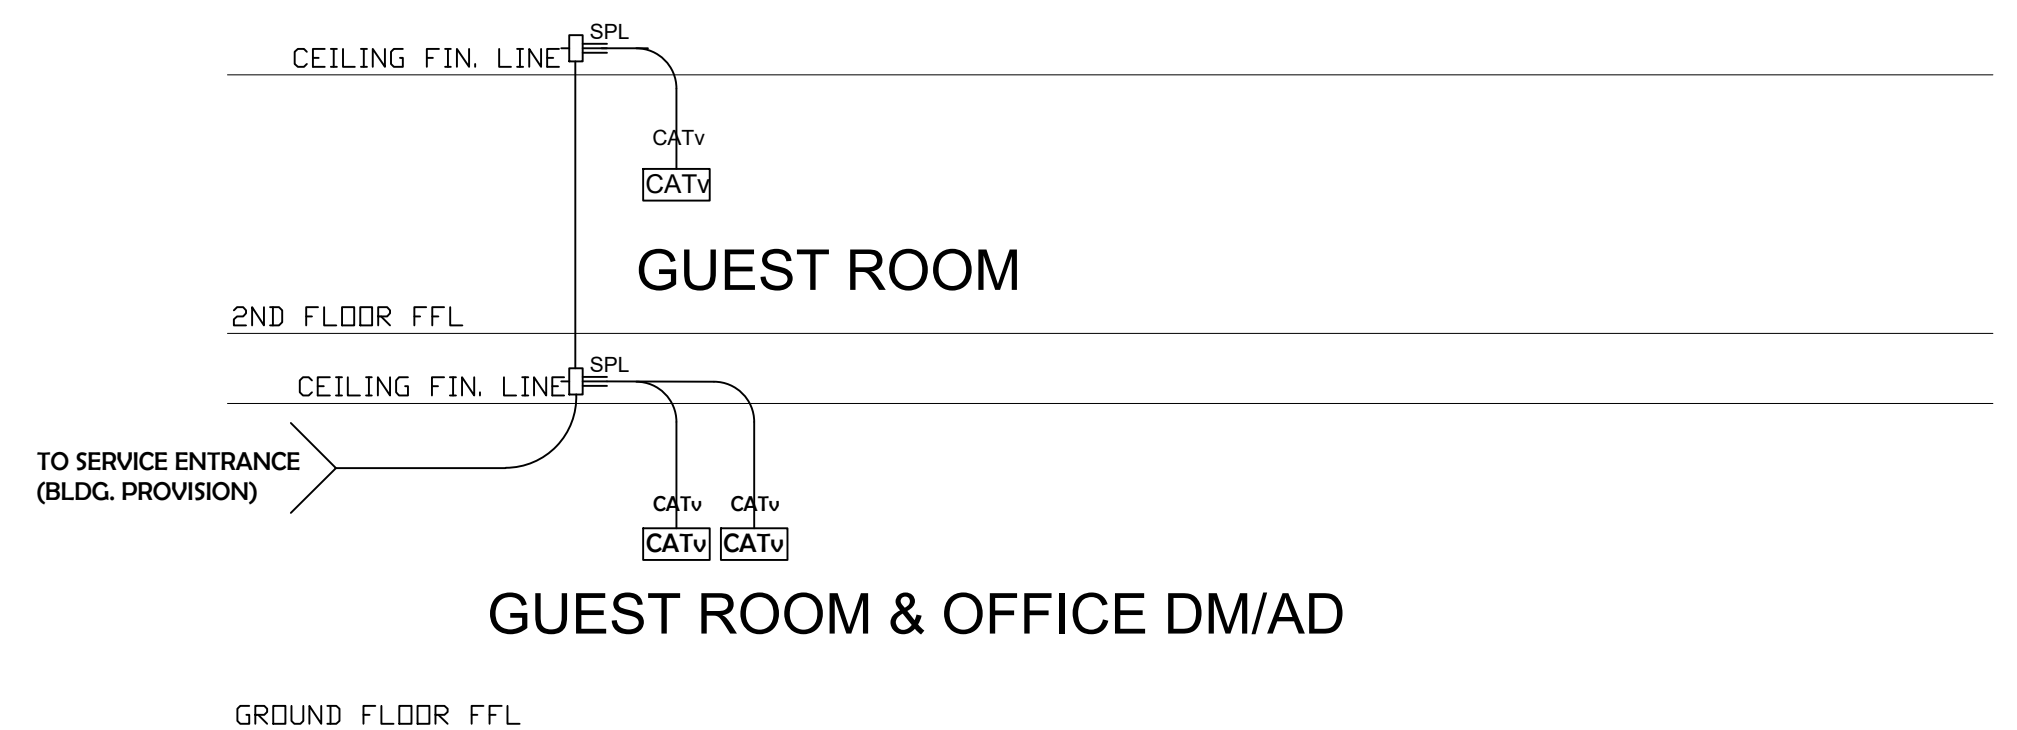 SPL
CEILING FIN. LINE
CATv
CATv
GUEST ROOM
2ND FLOOR FFL
SPL
CEILING FIN. LINE
TO SERVICE ENTRANCE
(BLDG. PROVISION)
CATv CATv
CATv CATv
GUEST ROOM & OFFICE DM/AD
GROUND FLOOR FFL